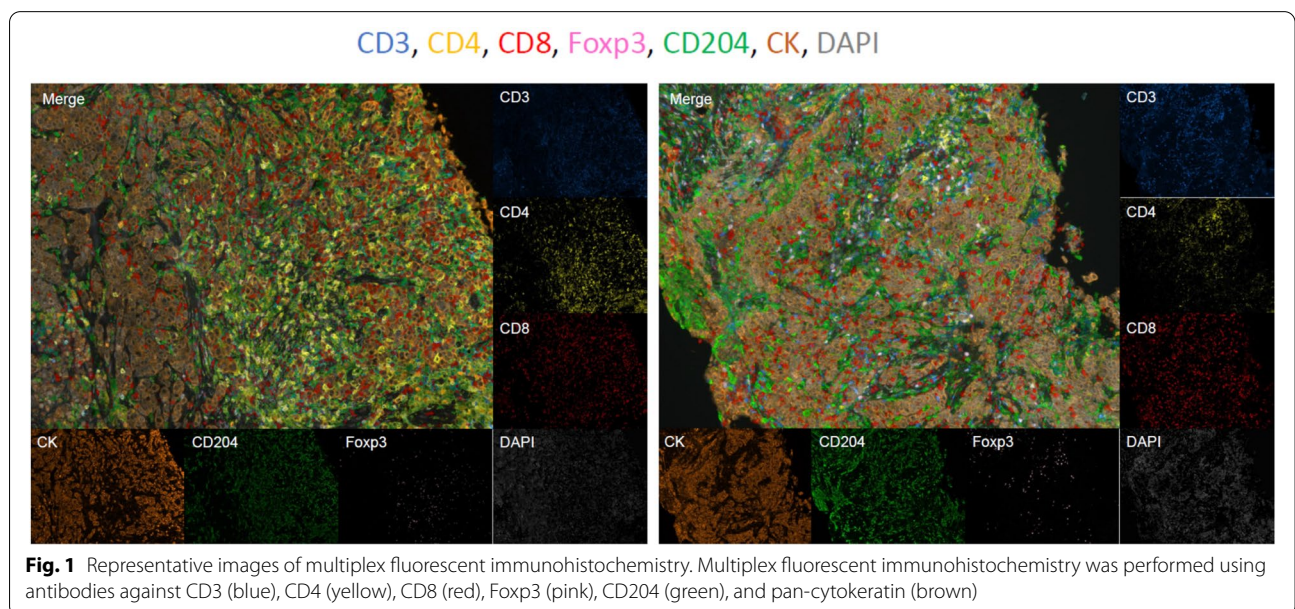 CD3, CD4, CD8, Foxp3, CD204, CK, DAPI
Merge
CD3
CD4
CD8
CK
CD204
Foxp3
DAPI
Merge
CD3
CD4
CD8
CK
CD204
Foxp3
DAPI
Fig. 1 Representative images of multiplex fluorescent immunohistochemistry. Multiplex fluorescent immunohistochemistry was performed using
antibodies against CD3 (blue), CD4 (yellow), CD8 (red), Foxp3 (pink), CD204 (green), and pan-cytokeratin (brown)